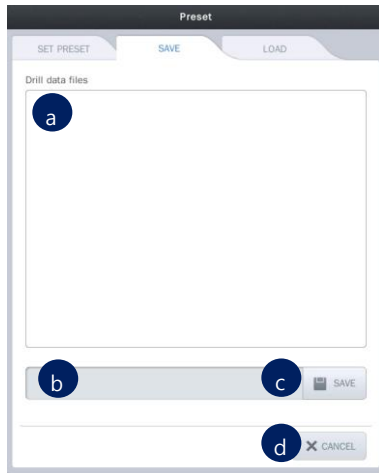 Preset
SET PRESET SAVE LOAD
Drill data files
a
b
c SAVE
d CANCEL